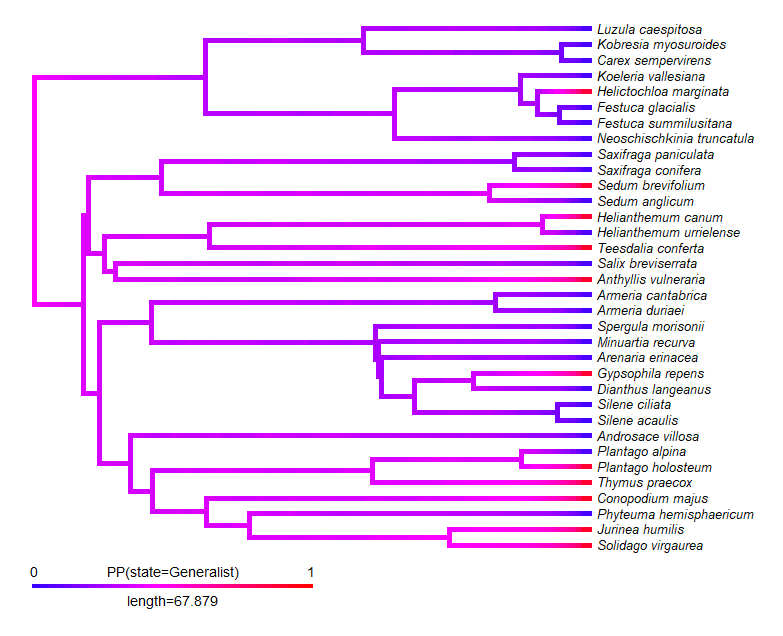 Luzula caespitosa
Kobresia myosuroides
Carex sempervirens
Koeleria vallesiana
Helictochloa marginata
Festuca glacialis
Festuca summilusitana
Neoschischkinia truncatula
Saxifraga paniculata
Saxifraga conifera
Sedum brevifolium
Sedum anglicum
Helianthemum canum
Helianthemum urrielense
Teesdalia conferta
Salix breviserrata
Anthyllis vulneraria
Armeria cantabrica
Armeria duriaei
Spergula morisonii
Minuartia recurva
Arenaria erinacea
Gypsophila repens
Dianthus langeanus
Silene ciliata
Silene acaulis
Androsace villosa
Plantago alpina
Plantago holosteum
Thymus praecox
Conopodium majus
Phyteuma hemisphaericum
Jurinea humilis
Solidago virgaurea
0 PP(state=Generalist) 1
length=67.879